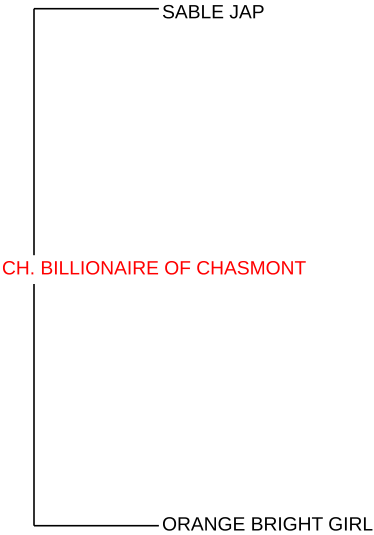 SABLE JAP
CH. BILLIONAIRE OF CHASMONT
ORANGE BRIGHT GIRL